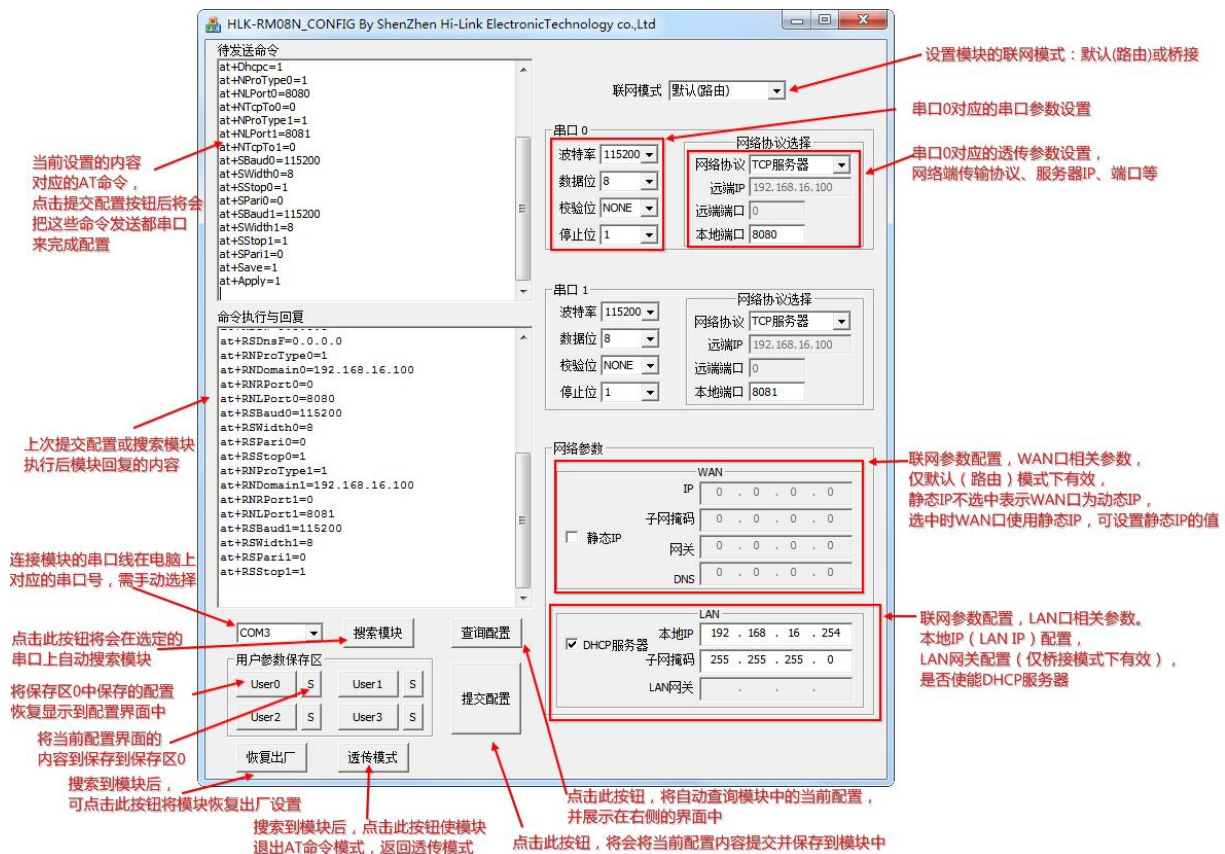 HLK-RM08N_CONFIG By ShenZhen Hi-Link ElectronicTechnology co.,Ltd
待发送命令
at+Dhcpc=1
at+NProType0=1
at+NLPort0=8080
at+NTcpTo0=0
at+NProType1=1
at+NLPort1=8081
at+NTcpTo1=0
at+SBaud0=115200
at+SWidth0=8
at+SStop0=1
at+SPari0=0
at+SBaud1=115200
at+SWidth1=8
at+SStop1=1
at+SPari1=0
at+Save=1
at+Apply=1
当前设置的内容
对应的AT命令，
点击提交配置按钮后将会
把这些命令发送都串口
来完成配置
命令执行与回复
at+RSDnsF=0.0.0.0
at+RNProType0=1
at+RNDomain0=192.168.16.100
at+RNRPort0=0
at+RNLPort0=8080
at+RSBaud0=115200
at+RSWidth0=8
at+RSPari0=0
at+RSStop0=1
at+RNProType1=1
at+RNDomain1=192.168.16.100
at+RNRPort1=0
at+RNLPort1=8081
at+RSBaud1=115200
at+RSWidth1=8
at+RSPari1=0
at+RSStop1=1
上次提交配置或搜索模块
执行后模块回复的内容
连接模块的串口线在电脑上
对应的串口号，需手动选择
COM3
搜索模块
查询配置
点击此按钮将会在选定的
串口上自动搜索模块
用户参数保存区
User0
S
User1
S
User2
S
User3
S
提交配置
将保存区0中保存的配置
恢复显示到配置界面中
将当前配置界面的
内容到保存到保存区0
恢复出厂
透传模式
搜索到模块后，
可点击此按钮将模块恢复出厂设置
搜索到模块后，点击此按钮使模块
退出AT命令模式，返回透传模式
点击此按钮，将自动查询模块中的当前配置，
并展示在右侧的界面中
点击此按钮，将会将当前配置内容提交并保存到模块中
联网模式 默认(路由)
设置模块的联网模式：默认(路由)或桥接
串口 0
波特率 115200
数据位 8
校验位 NONE
停止位 1
网络协议选择
网络协议 TCP服务器
远端IP 192.168.16.100
远端端口 0
本地端口 8080
串口0对应的串口参数设置
串口0对应的透传参数设置，
网络端传输协议、服务器IP、端口等
串口 1
波特率 115200
数据位 8
校验位 NONE
停止位 1
网络协议选择
网络协议 TCP服务器
远端IP 192.168.16.100
远端端口 0
本地端口 8081
网络参数
WAN
静态IP
IP 0 . 0 . 0 . 0
子网掩码 0 . 0 . 0 . 0
网关 0 . 0 . 0 . 0
DNS 0 . 0 . 0 . 0
联网参数配置，WAN口相关参数，
仅默认（路由）模式下有效，
静态IP不选中表示WAN口为动态IP，
选中时WAN口使用静态IP，可设置静态IP的值
LAN
DHCP服务器
本地IP 192 . 168 . 16 . 254
子网掩码 255 . 255 . 255 . 0
LAN网关 . . .
联网参数配置，LAN口相关参数。
本地IP（LAN IP）配置，
LAN网关配置（仅桥接模式下有效），
是否使能DHCP服务器